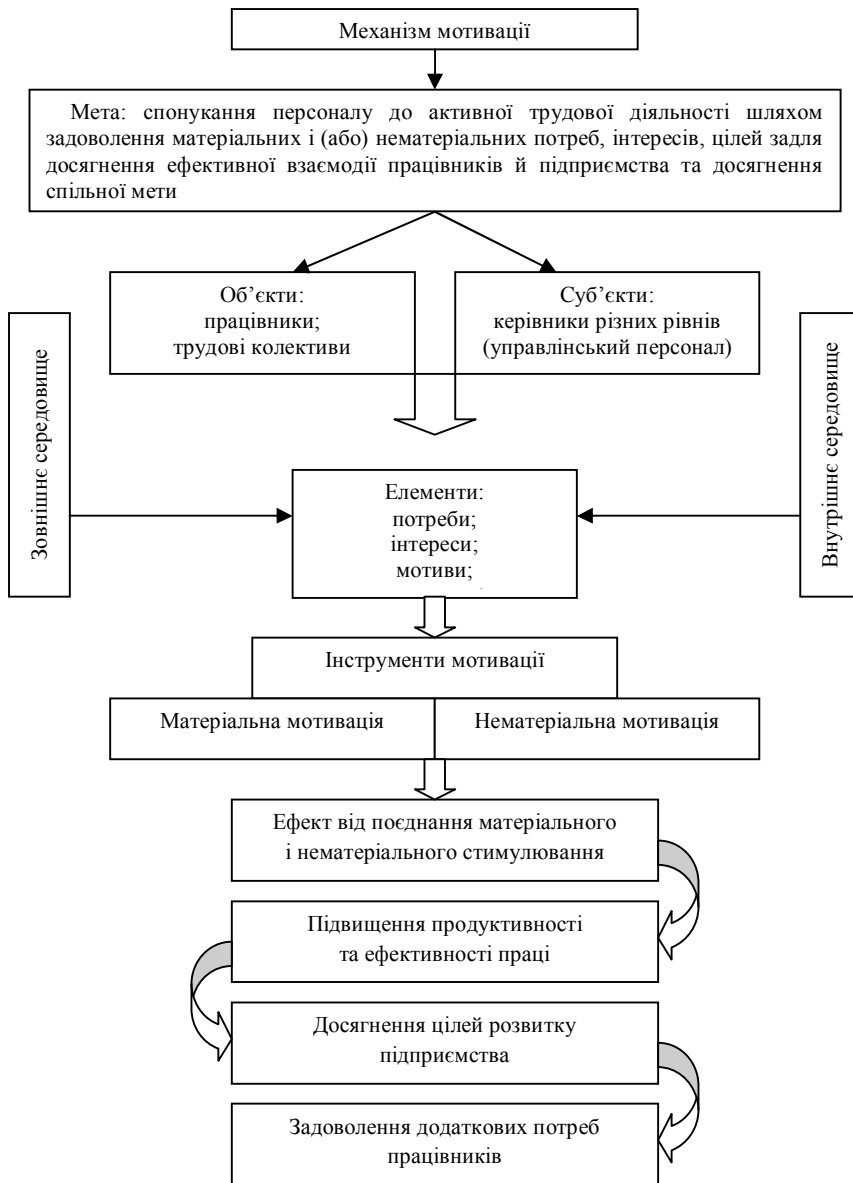 Механізм мотивації
Мета: спонукання персоналу до активної трудової діяльності шляхом
задоволення матеріальних і (або) нематеріальних потреб, інтересів, цілей задля
досягнення ефективної взаємодії працівників й підприємства та досягнення
спільної мети
Об’єкти:
працівники;
трудові колективи
Суб’єкти:
керівники різних рівнів
(управлінський персонал)
Зовнішнє середовище
Внутрішнє середовище
Елементи:
потреби;
інтереси;
мотиви;
Інструменти мотивації
Матеріальна мотивація
Нематеріальна мотивація
Ефект від поєднання матеріального
і нематеріального стимулювання
Підвищення продуктивності
та ефективності праці
Досягнення цілей розвитку
підприємства
Задоволення додаткових потреб
працівників